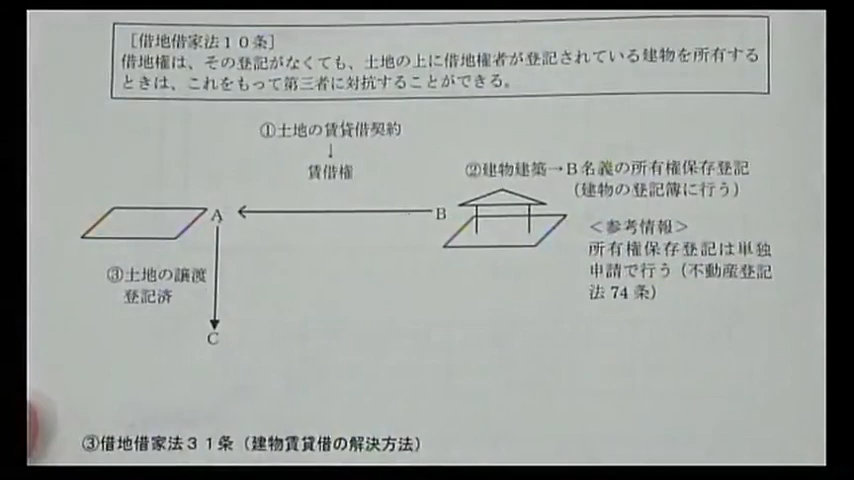 ［借地借家法１０条］
借地権は、その登記がなくても、土地の上に借地権者が登記されている建物を所有する
ときは、これをもって第三者に対抗することができる。
①土地の賃貸借契約
↓
賃借権
②建物建築→Ｂ名義の所有権保存登記
（建物の登記簿に行う）
A
B
＜参考情報＞
所有権保存登記は単独
申請で行う（不動産登記
法 74 条）
③土地の譲渡
登記済
C
③借地借家法３１条（建物賃貸借の解決方法）